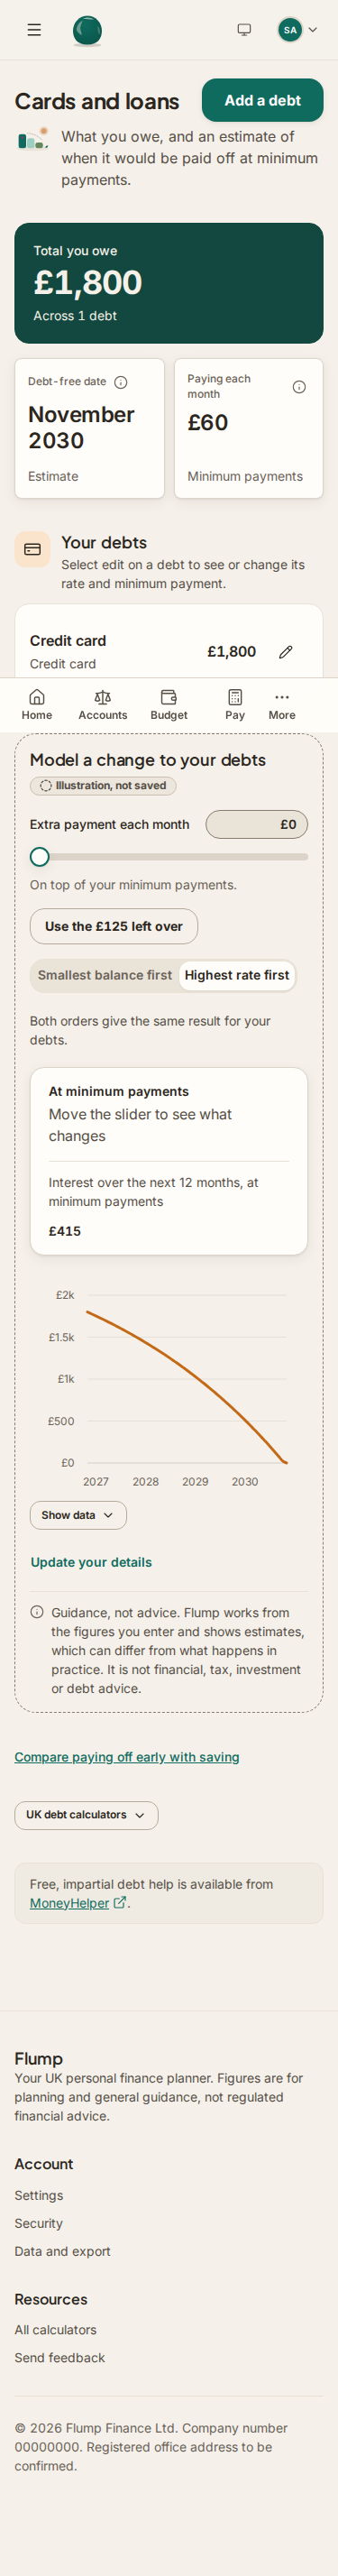 SA
Cards and loans
Add a debt
What you owe, and an estimate of
when it would be paid off at minimum
payments.
Total you owe
£1,800
Across 1 debt
Debt-free date
November
2030
Estimate
Paying each
month
£60
Minimum payments
Your debts
Select edit on a debt to see or change its
rate and minimum payment.
Credit card
£1,800
Credit card
Home
Accounts
Budget
Pay
More
Model a change to your debts
Illustration, not saved
Extra payment each month
£0
On top of your minimum payments.
Use the £125 left over
Smallest balance first
Highest rate first
Both orders give the same result for your
debts.
At minimum payments
Move the slider to see what
changes
Interest over the next 12 months, at
minimum payments
£415
£2k
£1.5k
£1k
£500
£0
2027 2028 2029 2030
Show data
Update your details
Guidance, not advice. Flump works from
the figures you enter and shows estimates,
which can differ from what happens in
practice. It is not financial, tax, investment
or debt advice.
Compare paying off early with saving
UK debt calculators
Free, impartial debt help is available from
MoneyHelper .
Flump
Your UK personal finance planner. Figures are for
planning and general guidance, not regulated
financial advice.
Account
Settings
Security
Data and export
Resources
All calculators
Send feedback
© 2026 Flump Finance Ltd. Company number
00000000. Registered office address to be
confirmed.